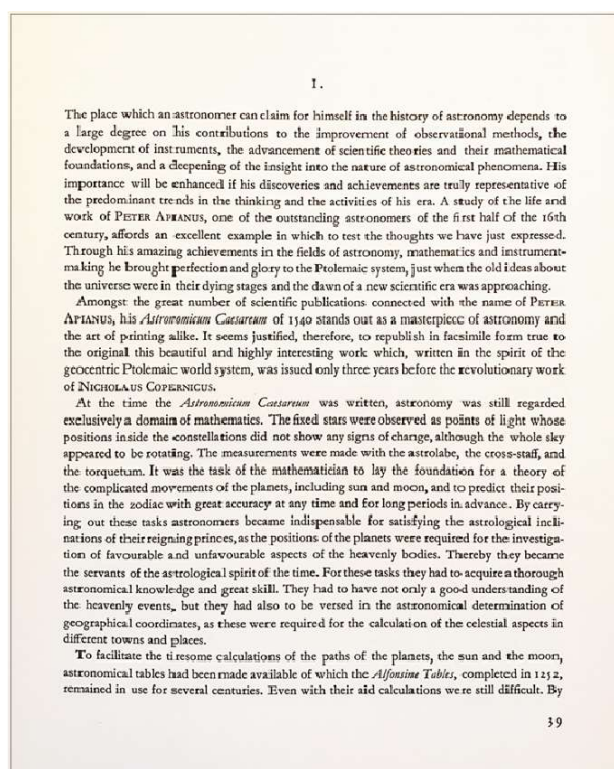 I.
The place which an astronomer can claim for himself in the history of astronomy depends to
a large degree on his contributions to the improvement of observational methods, the
development of instruments, the advancement of scientific theories and their mathematical
foundations, and a deepening of the insight into the nature of astronomical phenomena. His
importance will be enhanced if his discoveries and achievements are trully representative of
the predominant trends in the thinking and the activities of his era. A study of the life and
work of PETER APIANUS, one of the outstanding astronomers of the first half of the 16th
century, affords an excellent example in which to test the thoughts we have just expressed.
Through his amazing achievements in the fields of astronomy, mathematics and instrument-
making he brought perfection and glory to the Ptolemaic system, just when the old ideas about
the universe were in their dying stages and the dawn of a new scientific era was approaching.
Amongst the great number of scientific publications connected with the name of PETER
APIANUS, his Astronomicum Caesareum of 1540 stands out as a masterpiece of astronomy and
the art of printing alike. It seems justified, therefore, to republish in facsimile form true to
the original this beautiful and highly interesting work which, written in the spirit of the
geocentric Ptolemaic world system, was issued only three years before the revolutionary work
of NICHOLAUS COPERNICUS.
At the time the Astronomicum Caesareum was written, astronomy was still regarded
exclusively a domain of mathematics. The fixed stars were observed as points of light whose
positions inside the constellations did not show any signs of change, although the whole sky
appeared to be rotating. The measurements were made with the astrolabe, the cross-staff, and
the torquetum. It was the task of the mathematician to lay the foundation for a theory of
the complicated movements of the planets, including sun and moon, and to predict their posi-
tions in the zodiac with great accuracy at any time and for long periods in advance. By carry-
ing out these tasks astronomers became indispensable for satisfying the astrological incli-
nations of their reigning princes, as the positions of the planets were required for the investiga-
tion of favourable and unfavourable aspects of the heavenly bodies. Thereby they became
the servants of the astrological spirit of the time. For these tasks they had to acquire a thorough
astronomical knowledge and great skill. They had to have not only a good understanding of
the heavenly events, but they had also to be versed in the astronomical determination of
geographical coordinates, as these were required for the calculation of the celestial aspects in
different towns and places.
To facilitate the tiresome calculations of the paths of the planets, the sun and the moon,
astronomical tables had been made available of which the Alfonsine Tables, completed in 1252,
remained in use for several centuries. Even with their aid calculations were still difficult. By
39